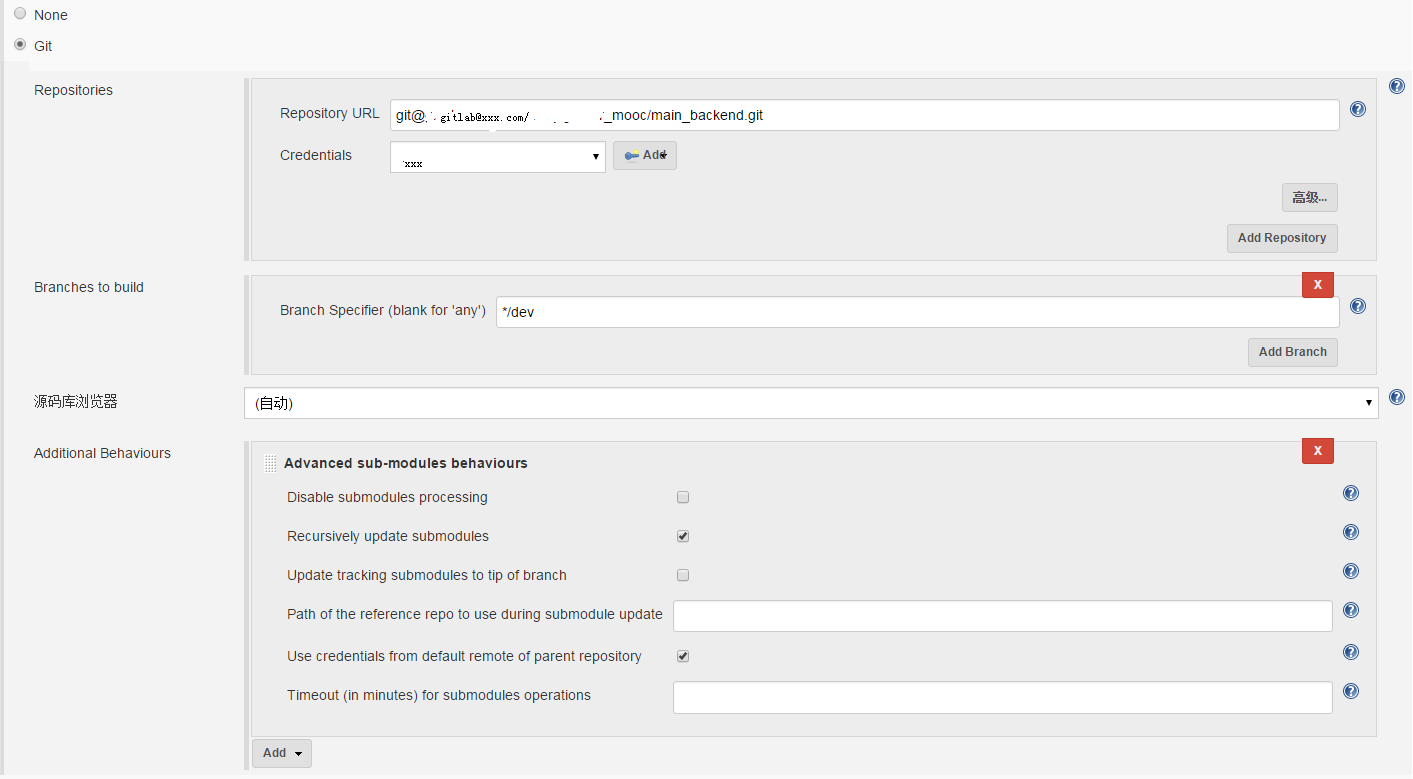 None
Git
Repositories
Repository URL git@ gitlab@xxx.com/ _mooc/main_backend.git
Credentials xxx Add
高级...
Add Repository
Branches to build
X
Branch Specifier (blank for 'any') */dev
Add Branch
源码库浏览器 (自动)
Additional Behaviours
X
Advanced sub-modules behaviours
Disable submodules processing
Recursively update submodules
Update tracking submodules to tip of branch
Path of the reference repo to use during submodule update
Use credentials from default remote of parent repository
Timeout (in minutes) for submodules operations
Add